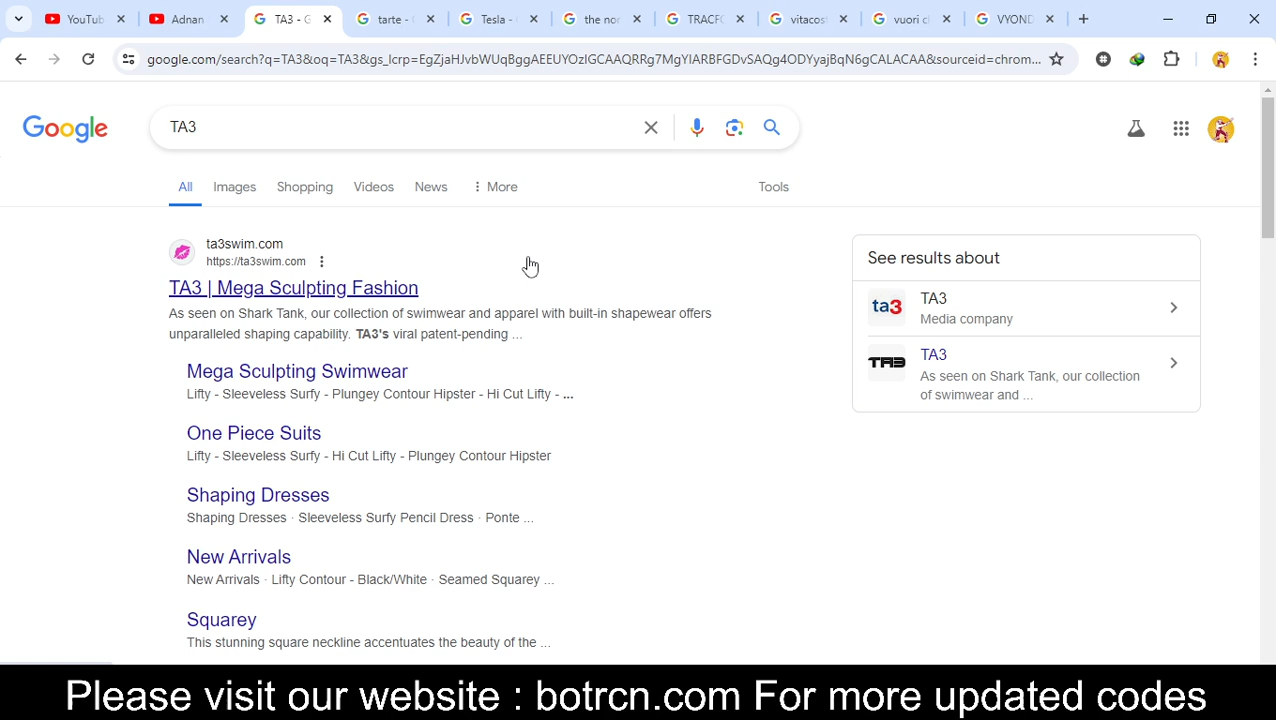 YouTub
Adnan
TA3 - G
tarte - G
Tesla -
the nor
TRACFO
vitacos
vuori c
VYOND
google.com/search?q=TA3&oq=TA3&gs_lcrp=EgZjaHJvbWUqBggAEEUYOzIGCAAQRRg7MgYIARBFGDvSAQg4ODYyajBqN6gCALACAA&sourceid=chrom...
Google
TA3
All Images Shopping Videos News More Tools
ta3swim.com
https://ta3swim.com
TA3 | Mega Sculpting Fashion
As seen on Shark Tank, our collection of swimwear and apparel with built-in shapewear offers
unparalleled shaping capability. TA3's viral patent-pending ...
Mega Sculpting Swimwear
Lifty - Sleeveless Surfy - Plungey Contour Hipster - Hi Cut Lifty - ...
One Piece Suits
Lifty - Sleeveless Surfy - Hi Cut Lifty - Plungey Contour Hipster
Shaping Dresses
Shaping Dresses · Sleeveless Surfy Pencil Dress · Ponte ...
New Arrivals
New Arrivals · Lifty Contour - Black/White · Seamed Squarey ...
Squarey
This stunning square neckline accentuates the beauty of the ...
See results about
ta3
TA3
Media company
TA3
TA3
As seen on Shark Tank, our collection
of swimwear and ...
Please visit our website : botrcn.com For more updated codes